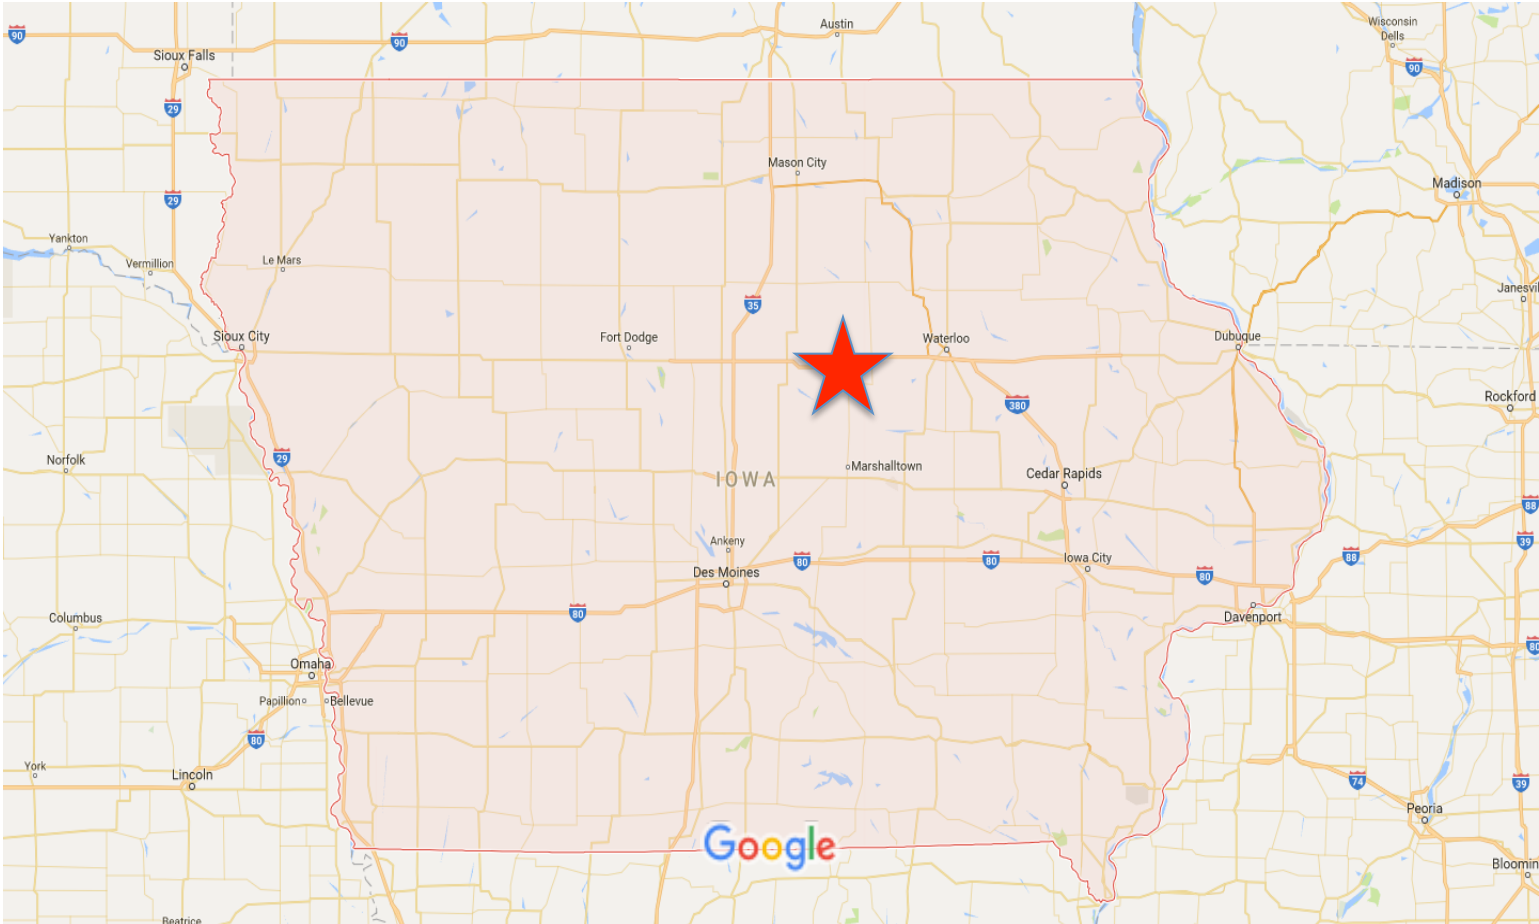 Austin
Wisconsin
Dells
90
90
90
Sioux Falls
29
Mason City
29
Madison
Yankton
Vermillion
Le Mars
Janesvil
35
Sioux City
Fort Dodge
Waterloo
Dubuque
380
Rockford
Norfolk
29
Marshalltown
Cedar Rapids
IOWA
88
39
Ankeny
88
80
80
Iowa City
Des Moines
80
Columbus
80
Davenport
80
Omaha
Papillion
Bellevue
80
York
Lincoln
74
39
Peoria
Google
Bloomin
Beatrice